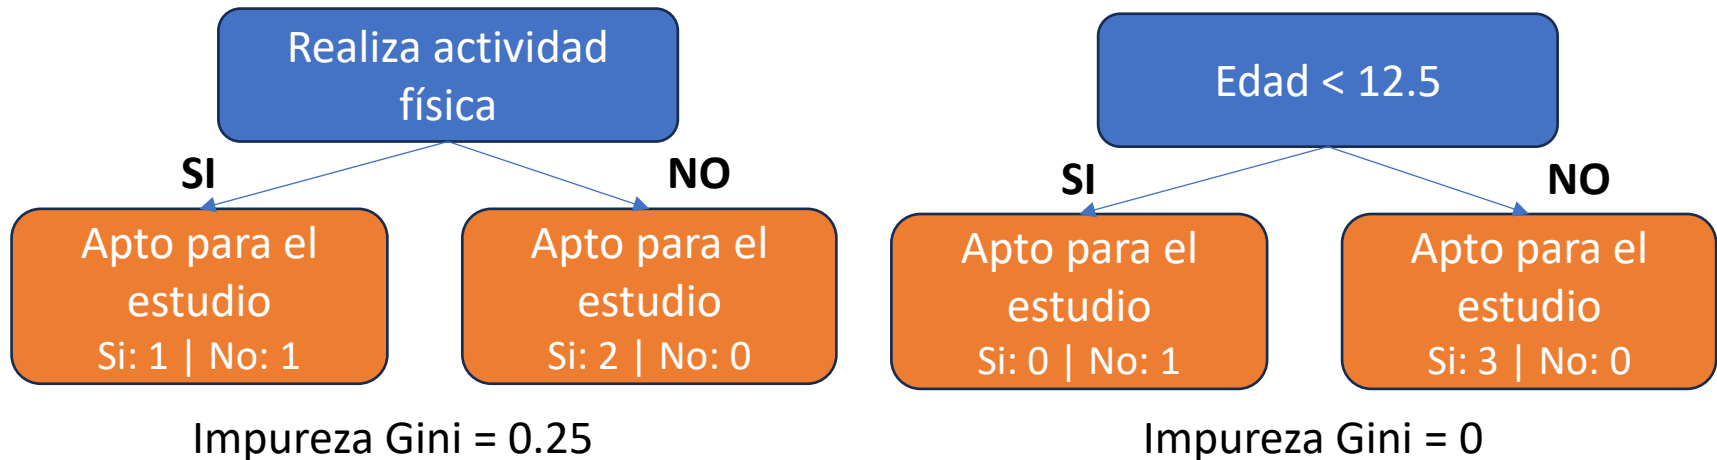 Realiza actividad
física
SI
NO
Apto para el
estudio
Si: 1 | No: 1
Apto para el
estudio
Si: 2 | No: 0
Impureza Gini = 0.25
Edad < 12.5
SI
NO
Apto para el
estudio
Si: 0 | No: 1
Apto para el
estudio
Si: 3 | No: 0
Impureza Gini = 0